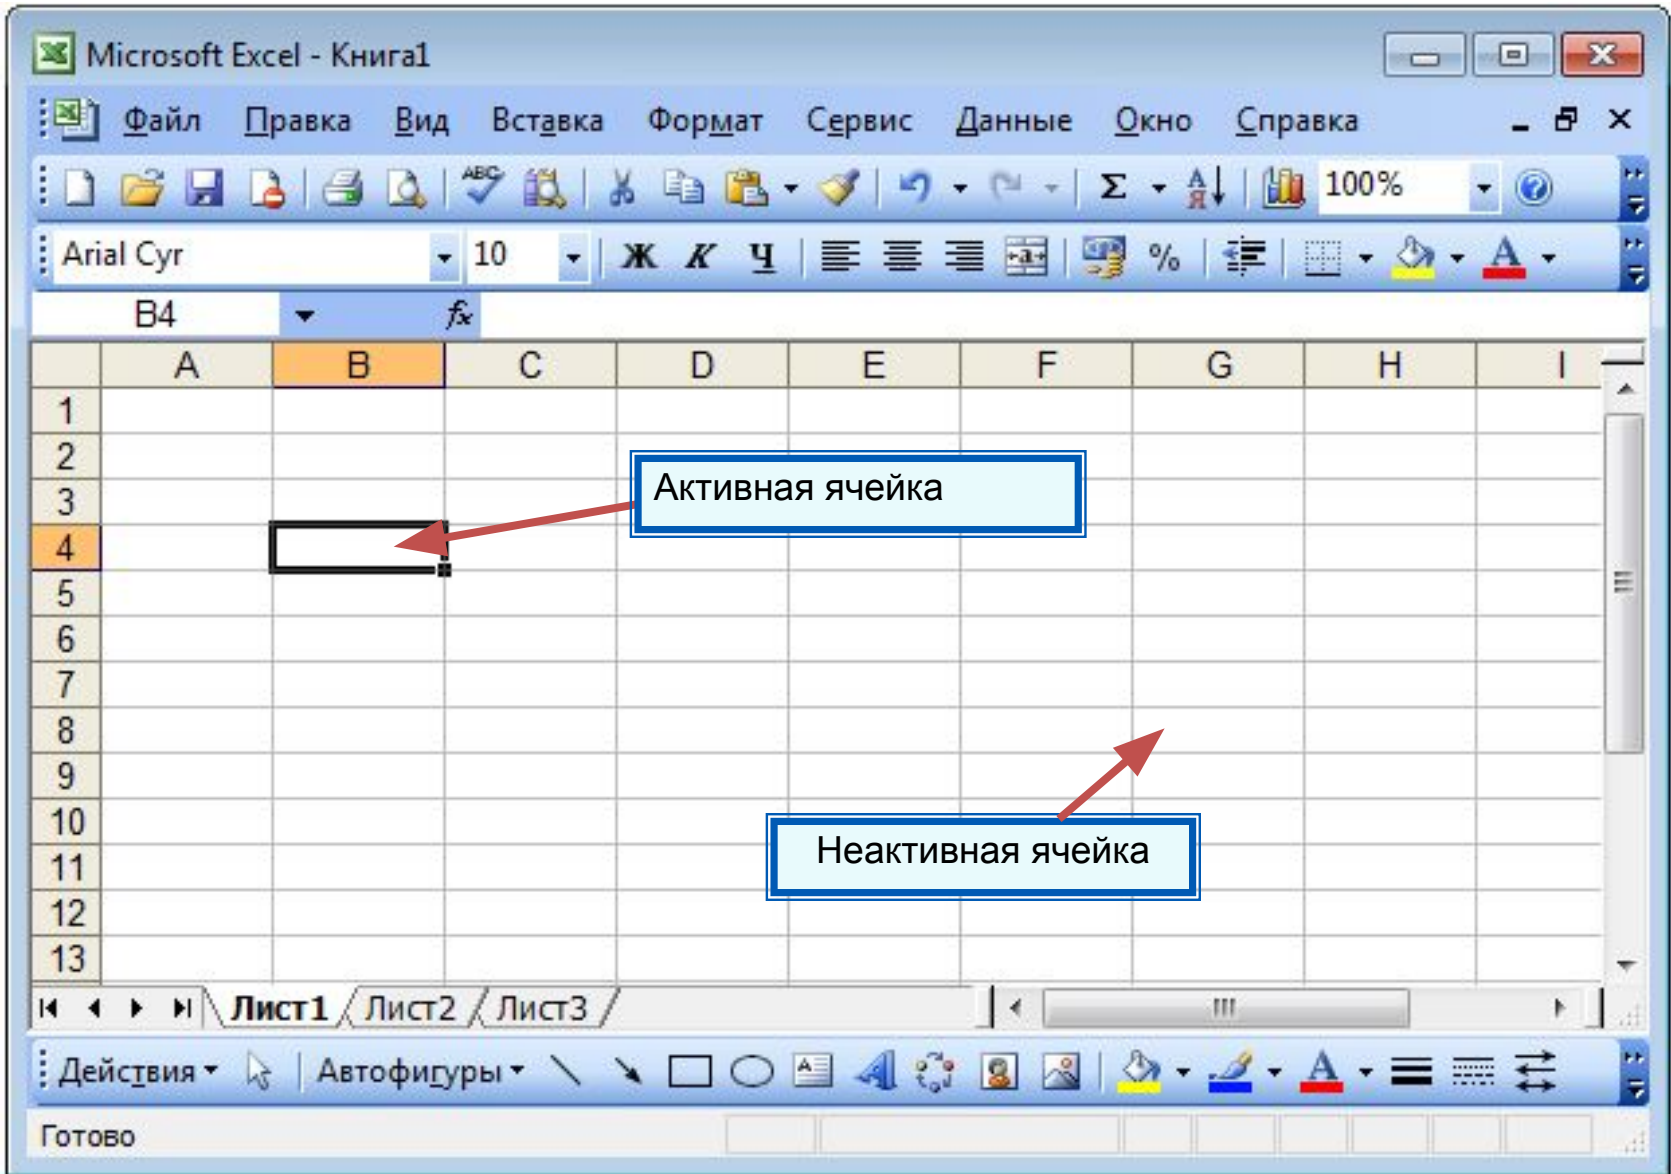 Microsoft Excel - Книга1
Файл Правка Вид Вставка Формат Сервис Данные Окно Справка
ABC Σ А Я 100% ?
Arial Cyr 10 Ж К Ч a % A
B4 fx
A B C D E F G H I
1
2
Активная ячейка
3
4
5
6
7
8
9
10
Неактивная ячейка
11
12
13
Лист1 Лист2 Лист3
Действия Автофигуры A A A
Готово